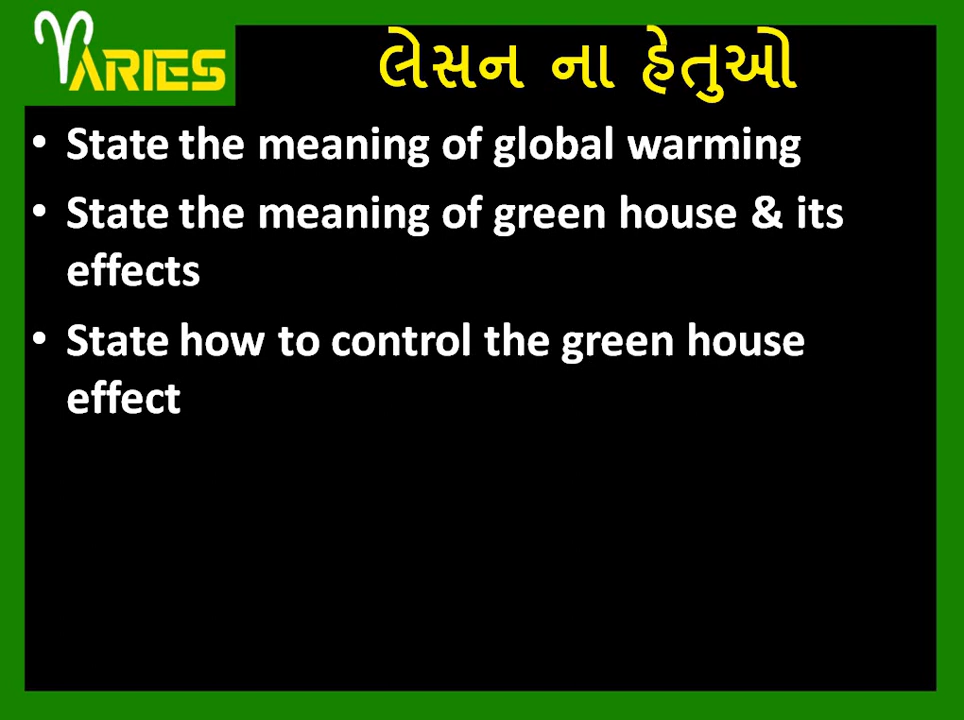 ARIES
લેસન ના હેતુઓ
• State the meaning of global warming
• State the meaning of green house & its
effects
• State how to control the green house
effect